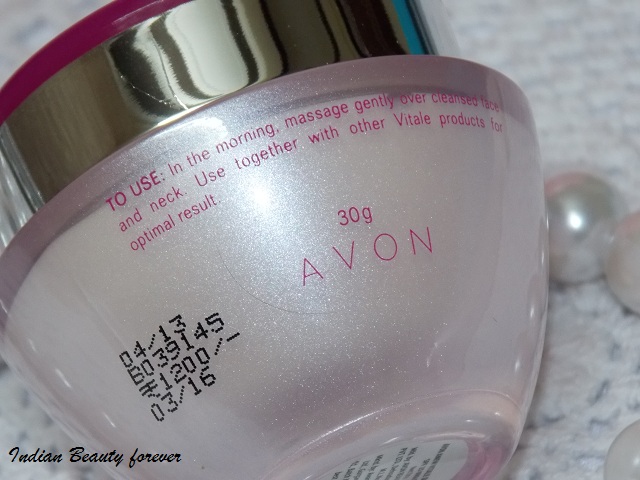 TO USE: In the morning, massage gently over cleansed face
and neck. Use together with other Vitale products for
optimal result
30g
AVON
04/13
6039145
₹1200/-
03/16
Indian Beauty forever